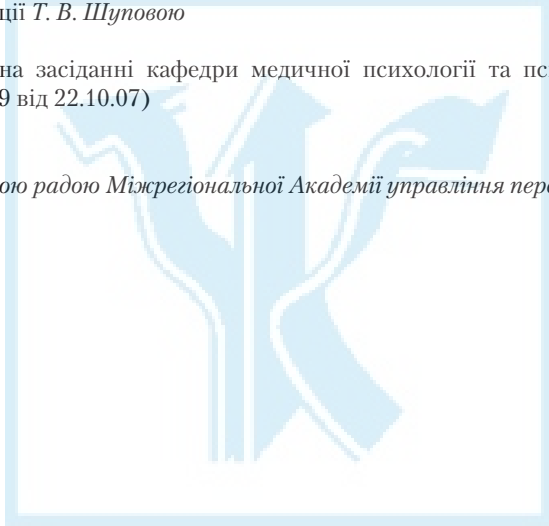 ції Т. В. Шуповою
на засіданні кафедри медичної психології та пс
9 від 22.10.07)
ою радою Міжрегіональної Академії управління перс